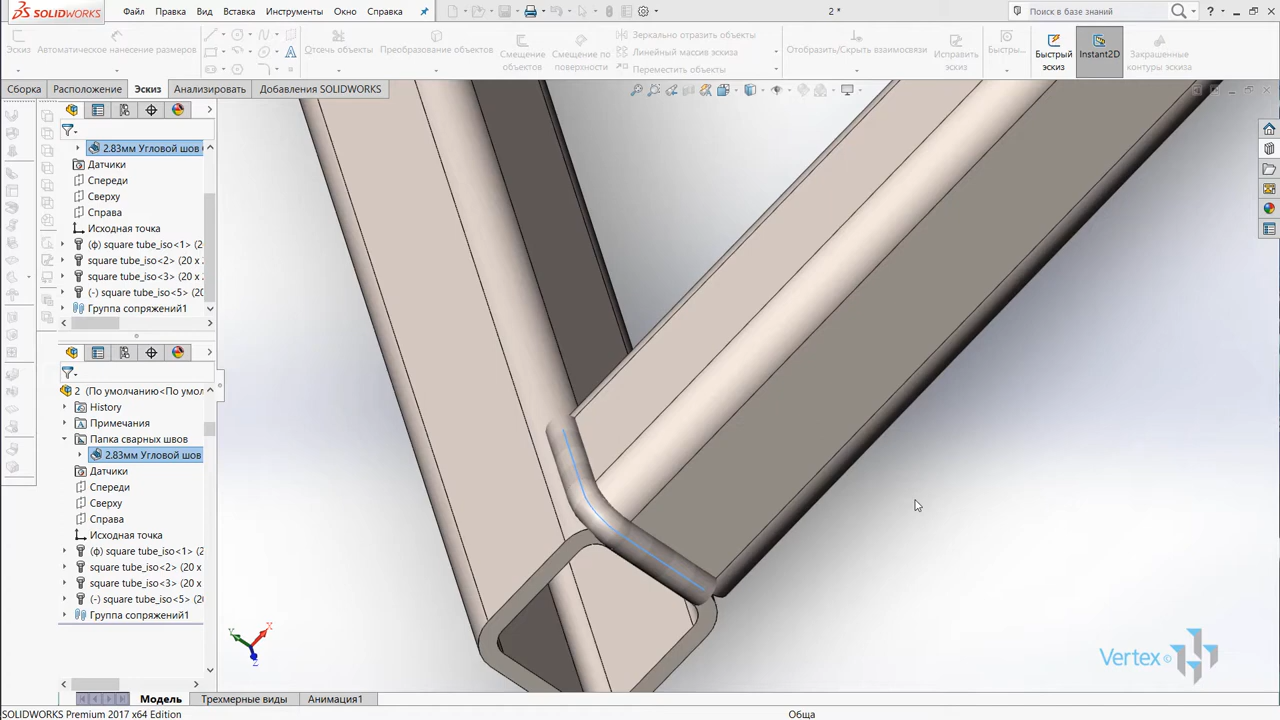 SOLIDWORKS
Файл Правка Вид Вставка Инструменты Окно Справка
2 *
Поиск в базе знаний
Эскиз
Автоматическое нанесение размеров
Отсечь объекты
Преобразование объектов
Смещение объектов
Смещение по поверхности
Зеркально отразить объекты
Линейный массив эскиза
Переместить объекты
Отобразить/Скрыть взаимосвязи
Исправить эскиз
Быстры...
Быстрый эскиз
Instant2D
Закрашенные контуры эскиза
Сборка Расположение Эскиз Анализировать Добавления SOLIDWORKS
2.83мм Угловой шов
Датчики
Спереди
Сверху
Справа
Исходная точка
(ф) square tube_iso<1> (2
square tube_iso<2> (20 x
square tube_iso<3> (20 x
(-) square tube_iso<5> (20
Группа сопряжений1
2 (По умолчанию<По умол
History
Примечания
Папка сварных швов
2.83мм Угловой шов
Датчики
Спереди
Сверху
Справа
Исходная точка
(ф) square tube_iso<1> (2
square tube_iso<2> (20 x
square tube_iso<3> (20 x
(-) square tube_iso<5> (20
Группа сопряжений1
Y X Z
Vertex©
Модель Трехмерные виды Анимация1
SOLIDWORKS Premium 2017 x64 Edition
Обща